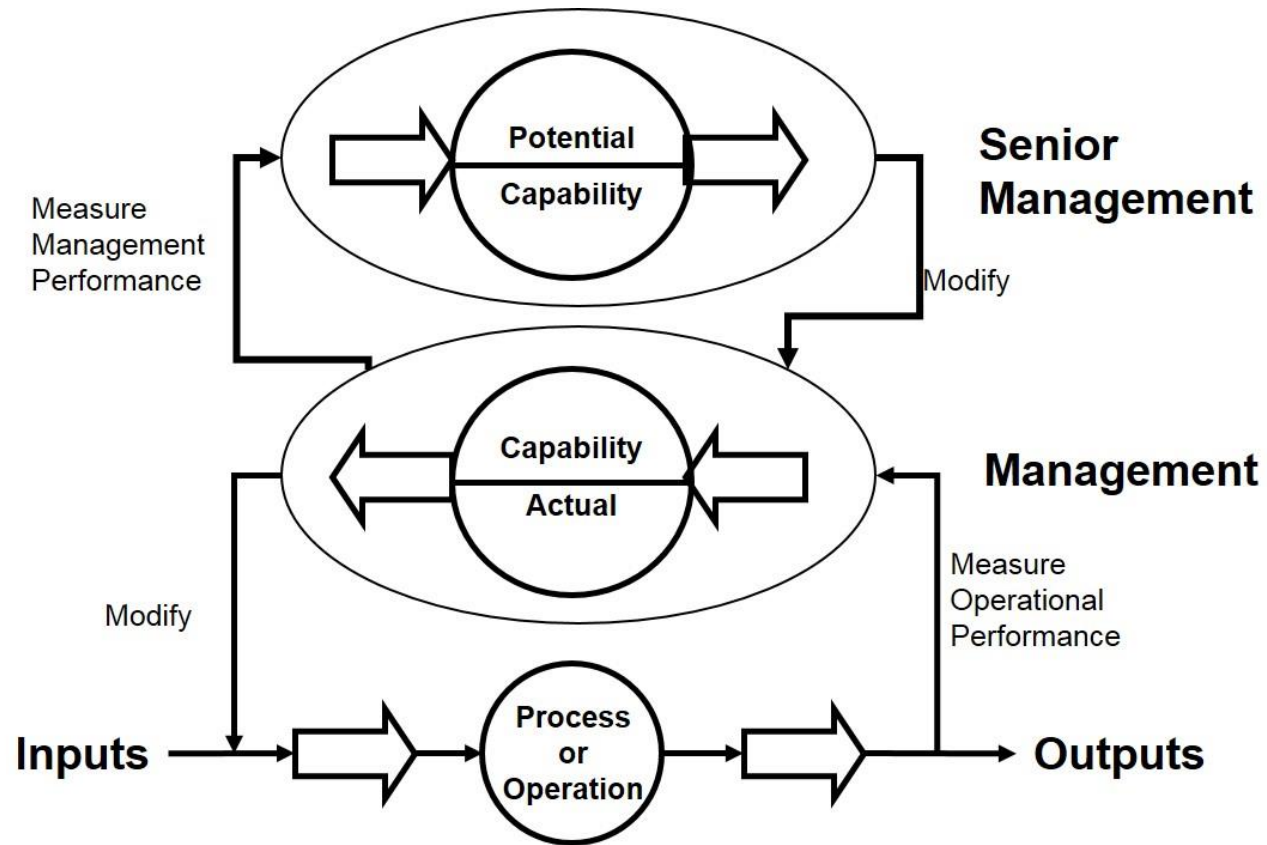 Potential
Capability
Senior
Management
Measure
Management
Performance
Modify
Capability
Actual
Management
Measure
Operational
Performance
Modify
Process
or
Operation
Inputs
Outputs